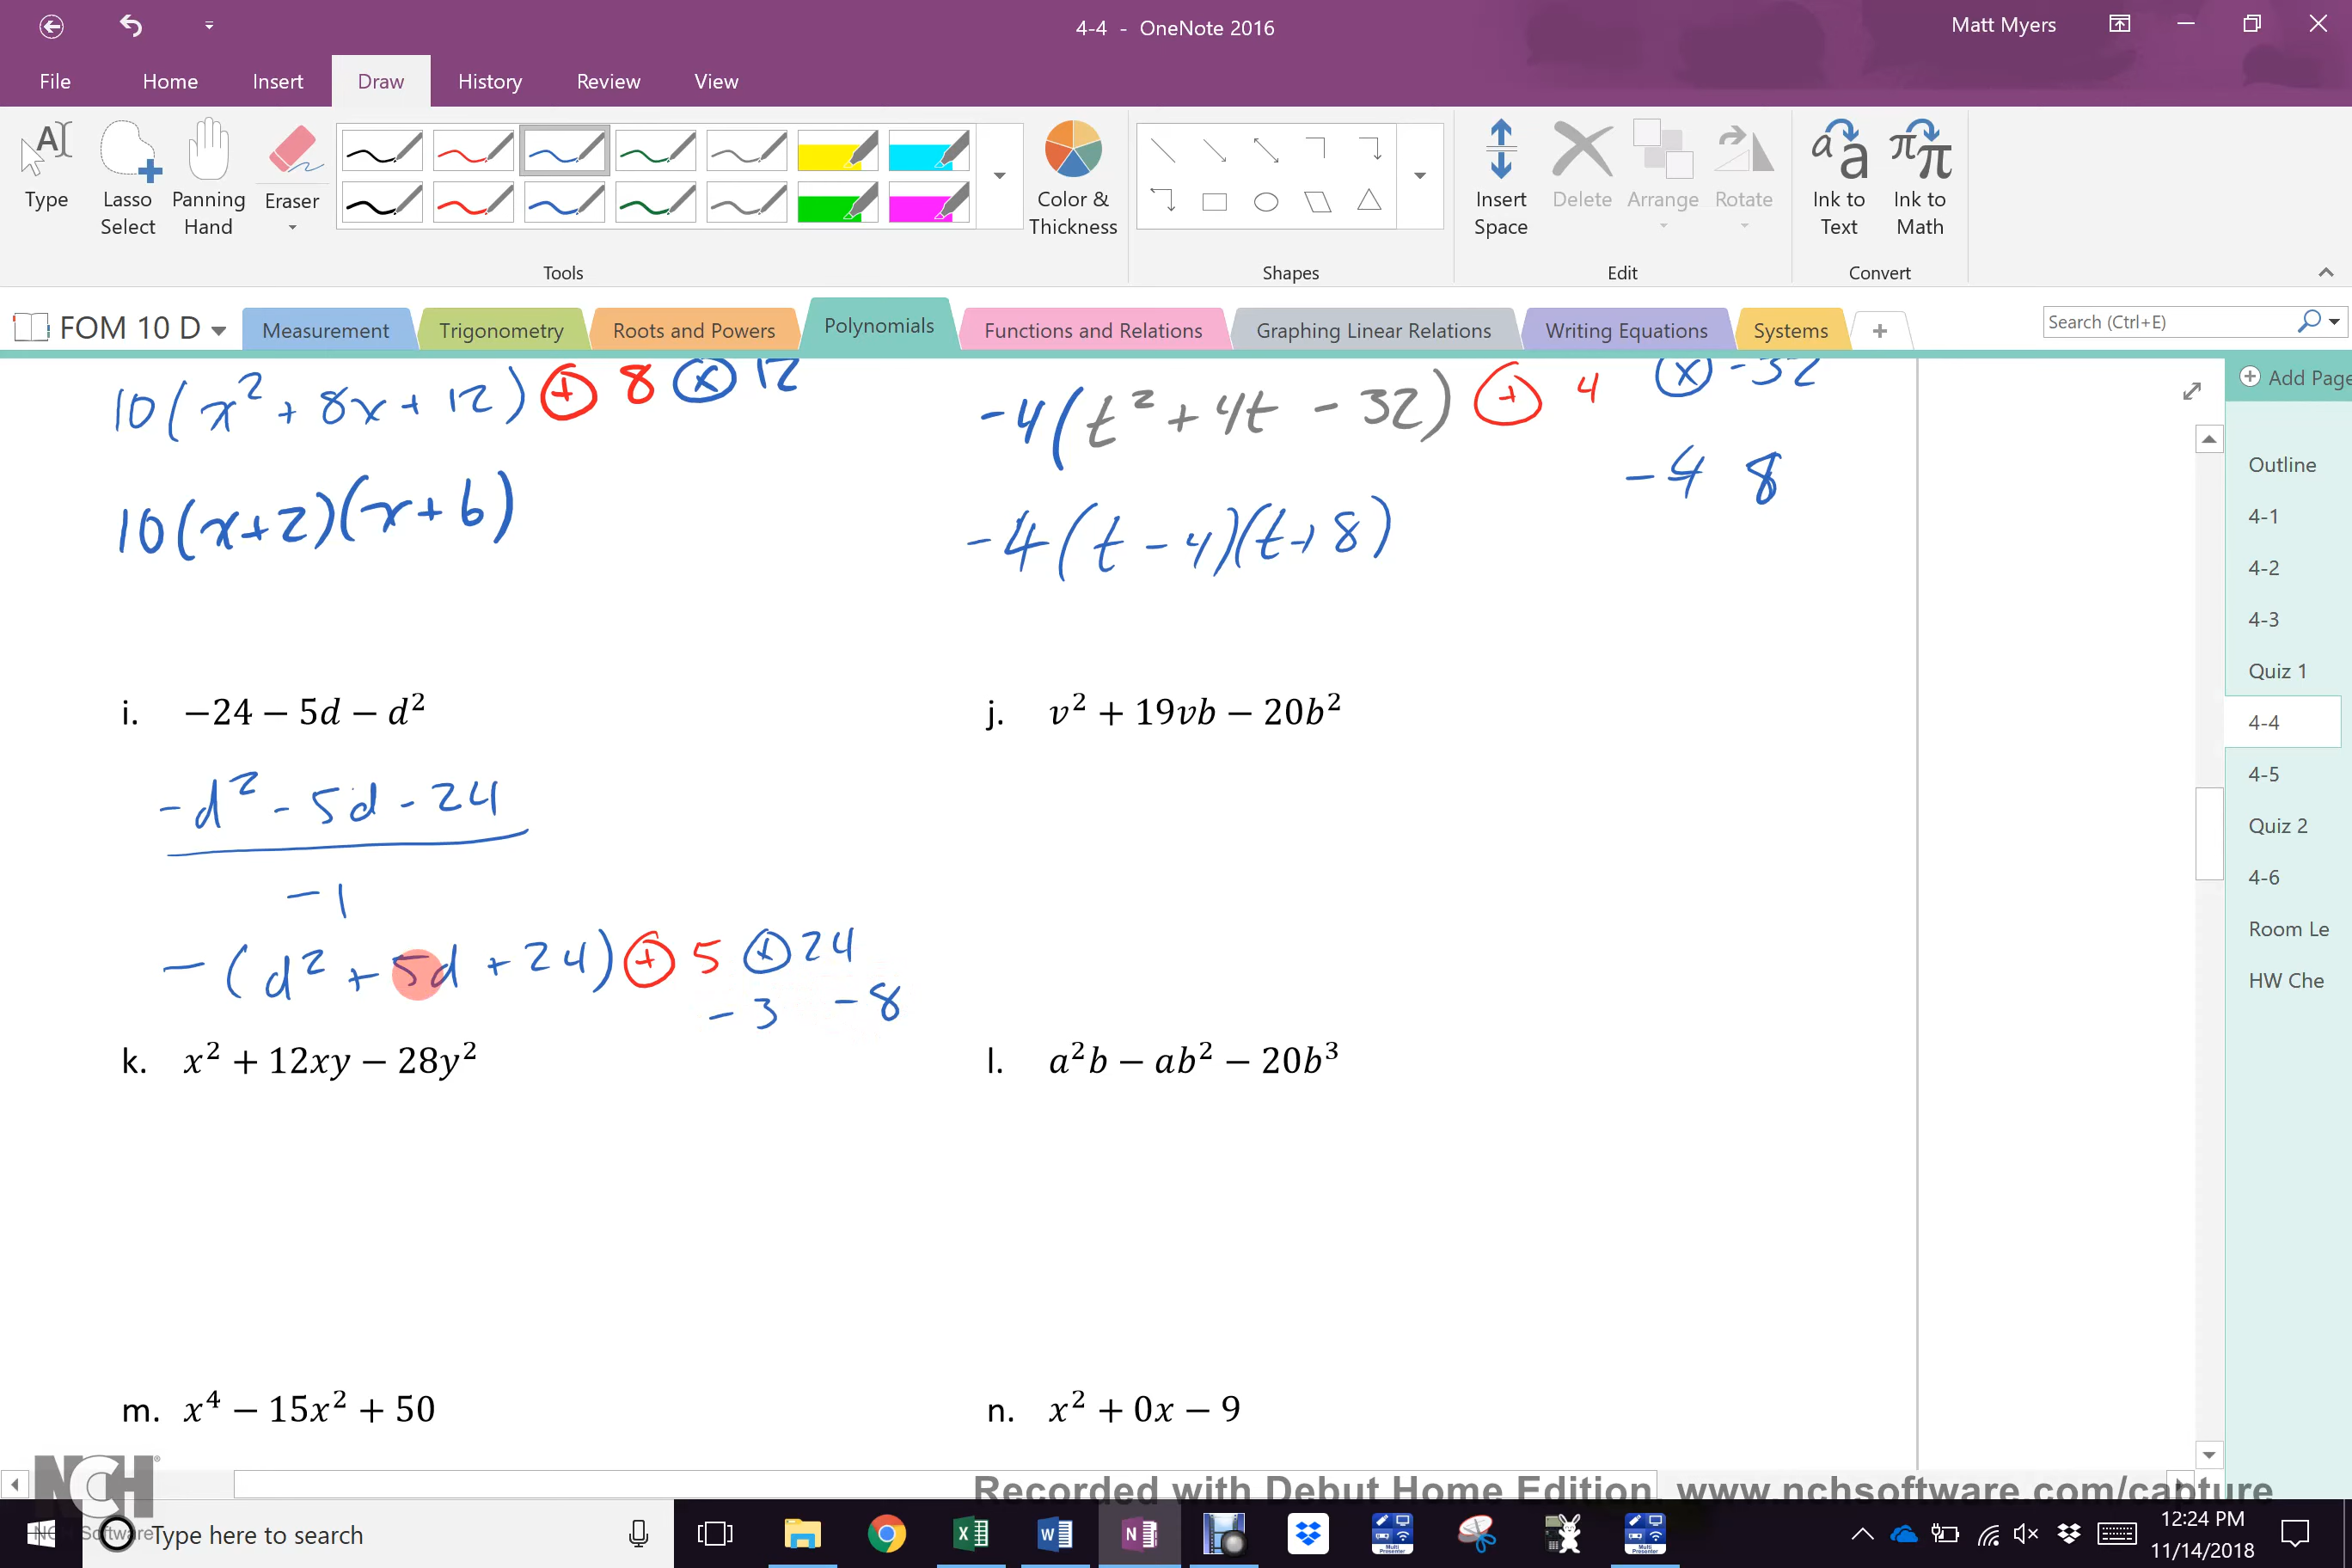 4-4 - OneNote 2016
Matt Myers
File Home Insert Draw History Review View
Type
Lasso Select
Panning Hand
Eraser
Color & Thickness
Insert Space
Delete
Arrange
Rotate
Ink to Text
Ink to Math
Tools
Shapes
Edit
Convert
FOM 10 D
Measurement
Trigonometry
Roots and Powers
Polynomials
Functions and Relations
Graphing Linear Relations
Writing Equations
Systems
Search (Ctrl+E)
Add Page
Outline
4-1
4-2
4-3
Quiz 1
4-4
4-5
Quiz 2
4-6
Room Le
HW Che
10(x² + 8x + 12) ⊕ 8 ⊗ 12
10(x+2)(x+6)
-4(t² + 4t - 32) ⊕ 4 ⊗ -32
-4 8
-4(t - 4)(t + 8)
i. −24 − 5d − d²
-d² - 5d - 24
-1
-(d² + 5d + 24) ⊕ 5 ⊗ 24
-3 -8
j. v² + 19vb − 20b²
k. x² + 12xy − 28y²
l. a²b − ab² − 20b³
m. x⁴ − 15x² + 50
n. x² + 0x − 9
NCH
NCH Software
Recorded with Debut Home Edition. www.nchsoftware.com/capture
Type here to search
12:24 PM
11/14/2018